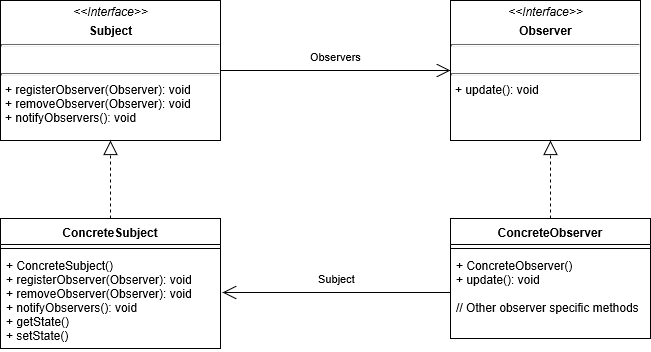 <<Interface>>
Subject
+ registerObserver(Observer): void
+ removeObserver(Observer): void
+ notifyObservers(): void
Observers
<<Interface>>
Observer
+ update(): void
ConcreteSubject
+ ConcreteSubject()
+ registerObserver(Observer): void
+ removeObserver(Observer): void
+ notifyObservers(): void
+ getState()
+ setState()
Subject
ConcreteObserver
+ ConcreteObserver()
+ update(): void
// Other observer specific methods